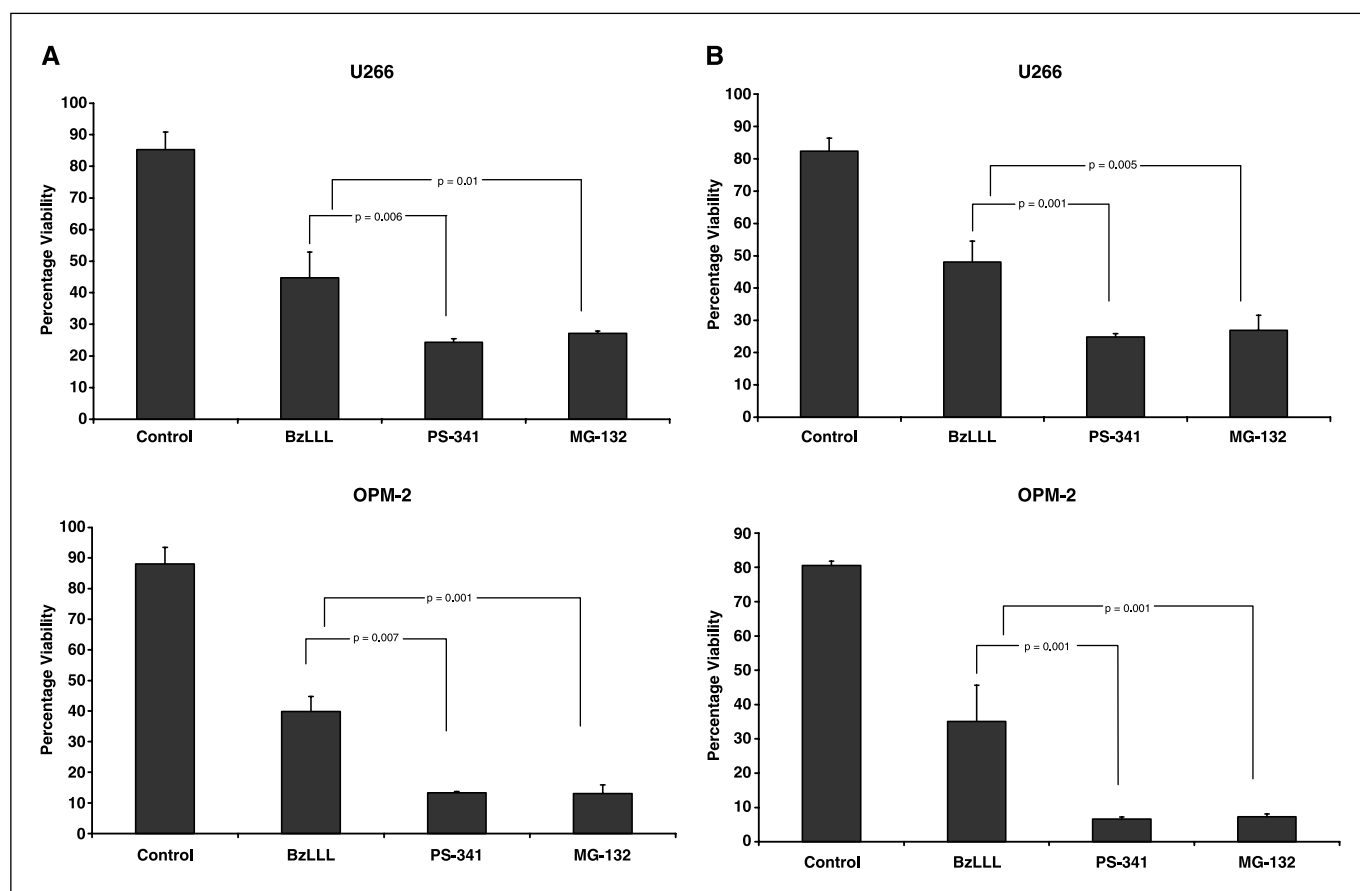 A
U266
Percentage Viability
100
90
80
70
60
50
40
30
20
10
0
p = 0.01
p = 0.006
Control BzLLL PS-341 MG-132
OPM-2
Percentage Viability
100
90
80
70
60
50
40
30
20
10
0
p = 0.001
p = 0.007
Control BzLLL PS-341 MG-132
B
U266
Percentage Viability
100
90
80
70
60
50
40
30
20
10
0
p = 0.005
p = 0.001
Control BzLLL PS-341 MG-132
OPM-2
Percentage Viability
90
80
70
60
50
40
30
20
10
0
p = 0.001
p = 0.001
Control BzLLL PS-341 MG-132